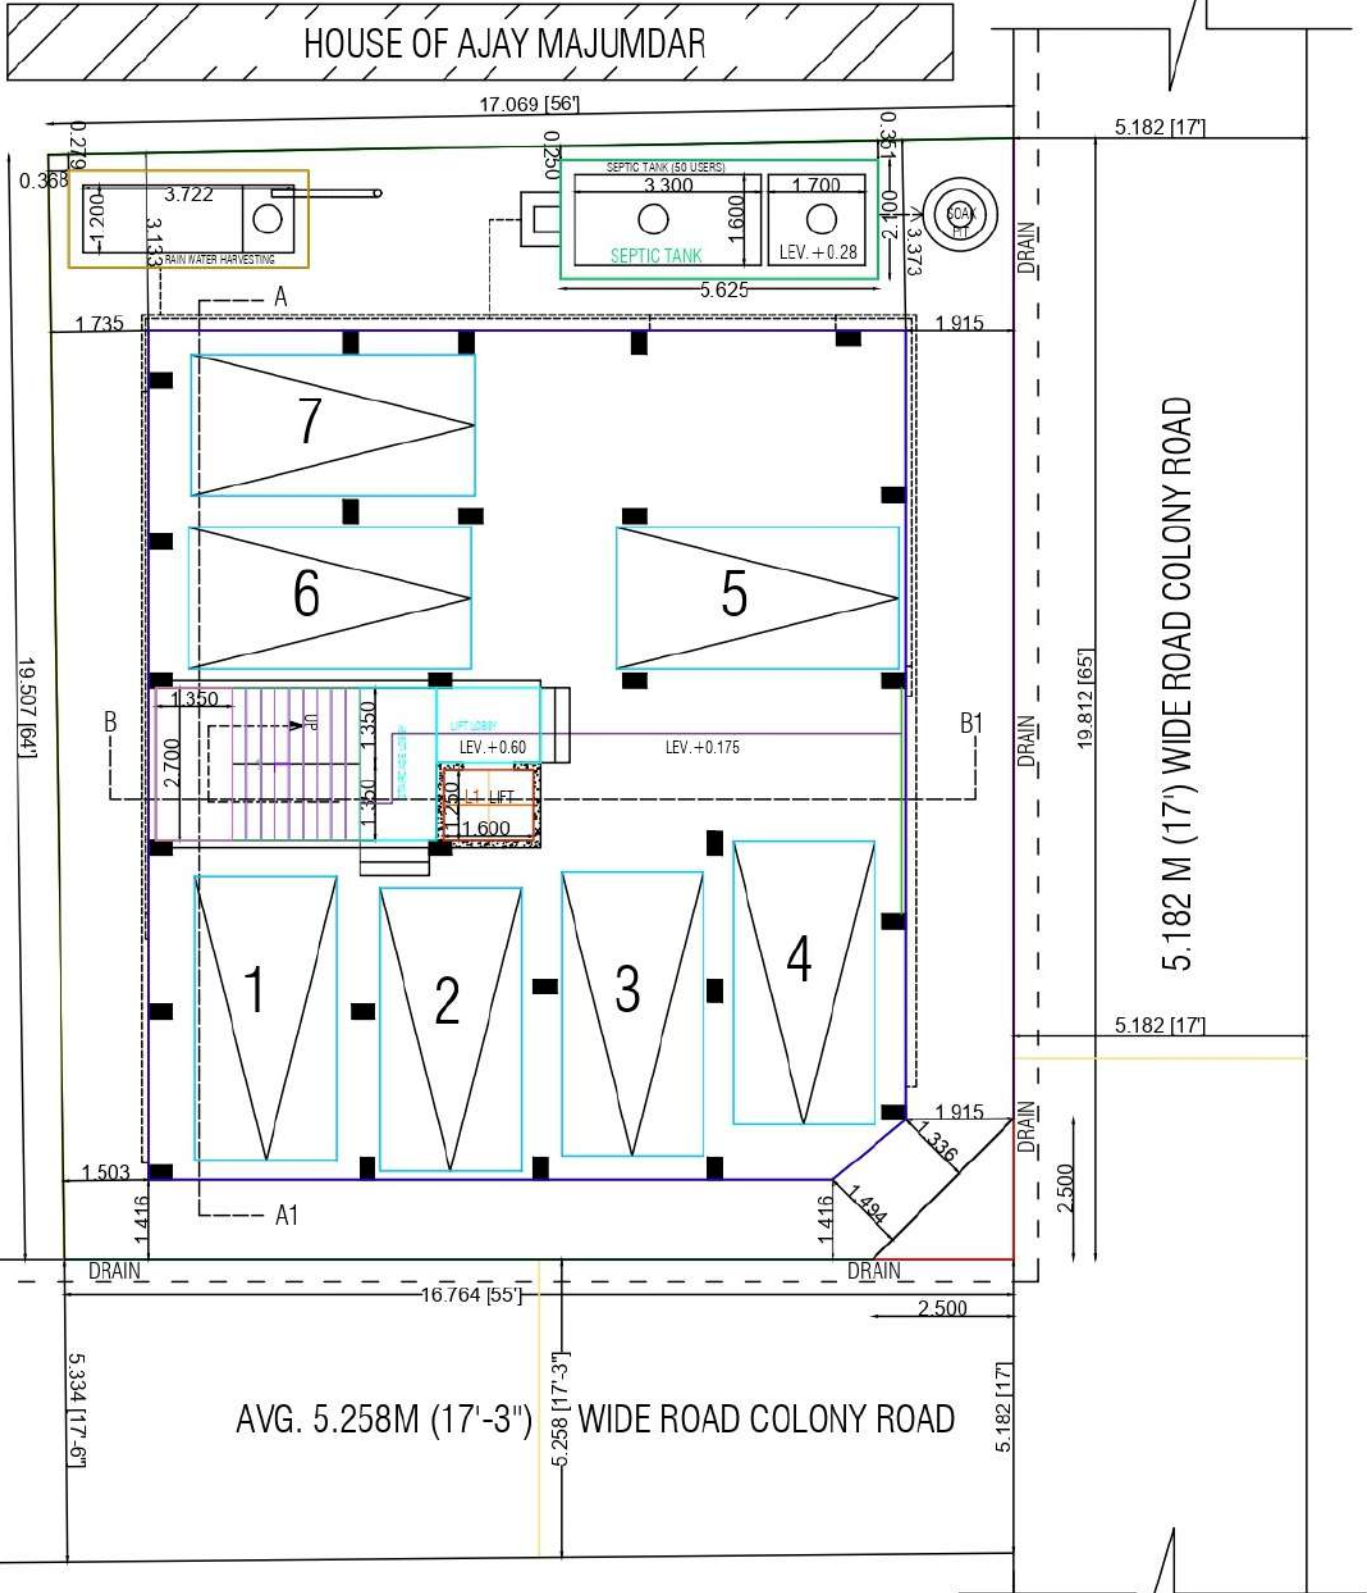 HOUSE OF AJAY MAJUMDAR
17.069 [56']
5.182 [17']
0.279
0.250
0.351
0.368
SEPTIC TANK (50 USERS)
3.722
3.300
1.700
1.200
1.600
2.100
SOAK
PIT
3.133
3.373
RAIN WATER HARVESTING
SEPTIC TANK
LEV.+0.28
DRAIN
5.625
A
1.735
1.915
7
6
5
5.182 M (17') WIDE ROAD COLONY ROAD
19.507 [64']
19.812 [65']
1.350
UP
1.350
LIFT LOBBY
B
LEV.+0.60
LEV.+0.175
B1
DRAIN
2.700
STAIRCASE LOBBY
1.350
1.250
L1 LIFT
1.600
1
2
3
4
5.182 [17']
1.915
DRAIN
1.336
1.503
2.500
1.416
1.494
1.416
A1
DRAIN
DRAIN
16.764 [55']
2.500
5.334 [17'-6"]
5.258 [17'-3"]
5.182 [17']
AVG. 5.258M (17'-3") WIDE ROAD COLONY ROAD